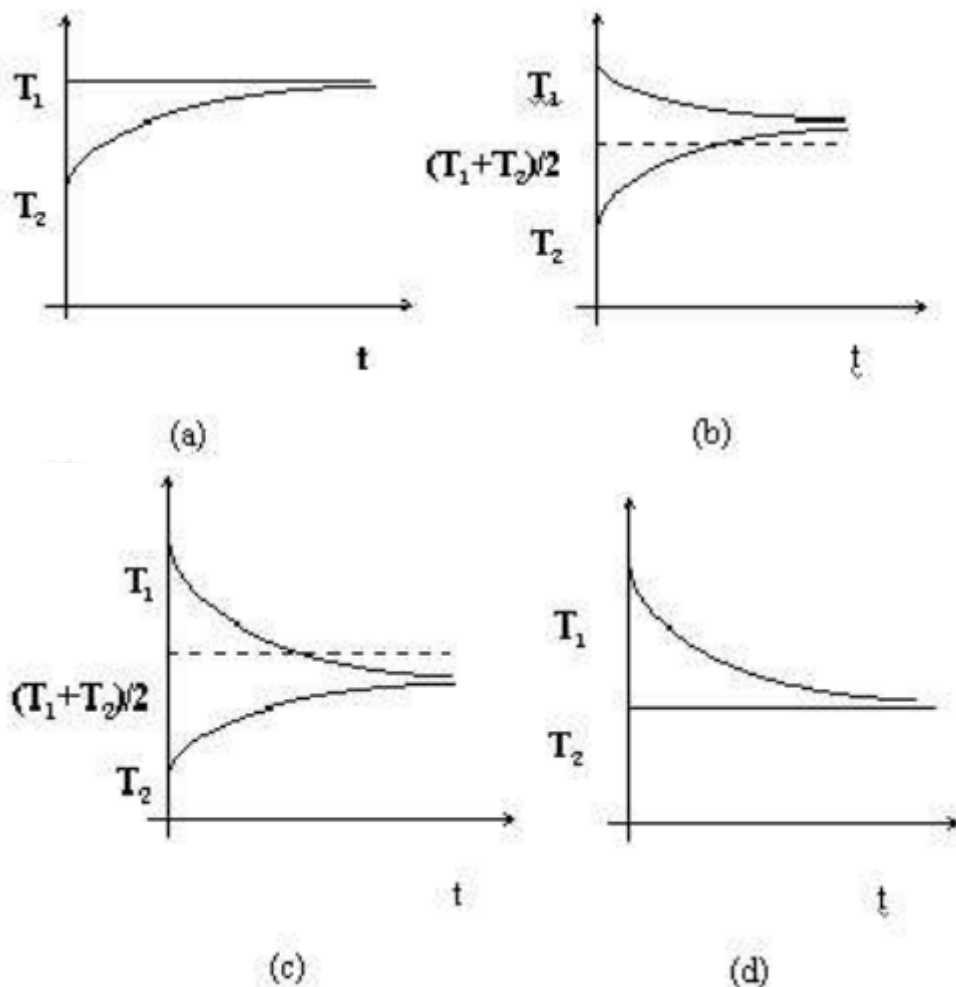 T₁
T₂
t
(a)
T₁
(T₁+T₂)/2
T₂
t
(b)
T₁
(T₁+T₂)/2
T₂
t
(c)
T₁
T₂
t
(d)